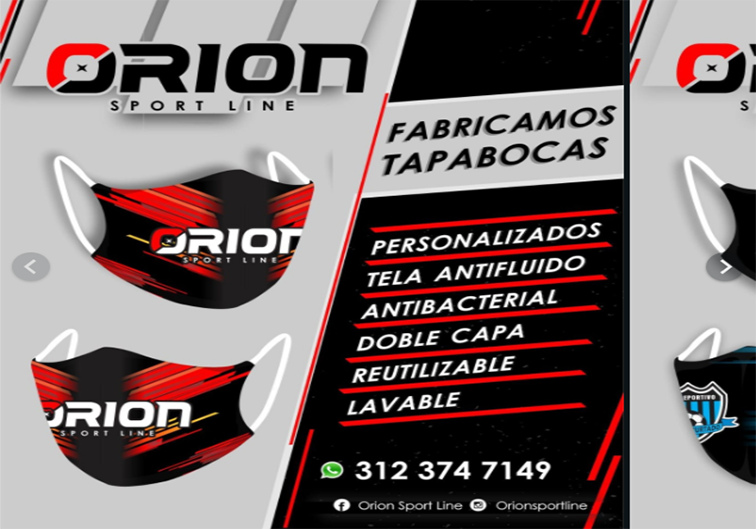 ORION
SPORT LINE
FABRICAMOS
TAPABOCAS
ORION
SPORT LINE
PERSONALIZADOS
TELA ANTIFLUIDO
ANTIBACTERIAL
DOBLE CAPA
REUTILIZABLE
LAVABLE
ORION
SPORT LINE
312 374 7149
Orion Sport Line
Orionsportline